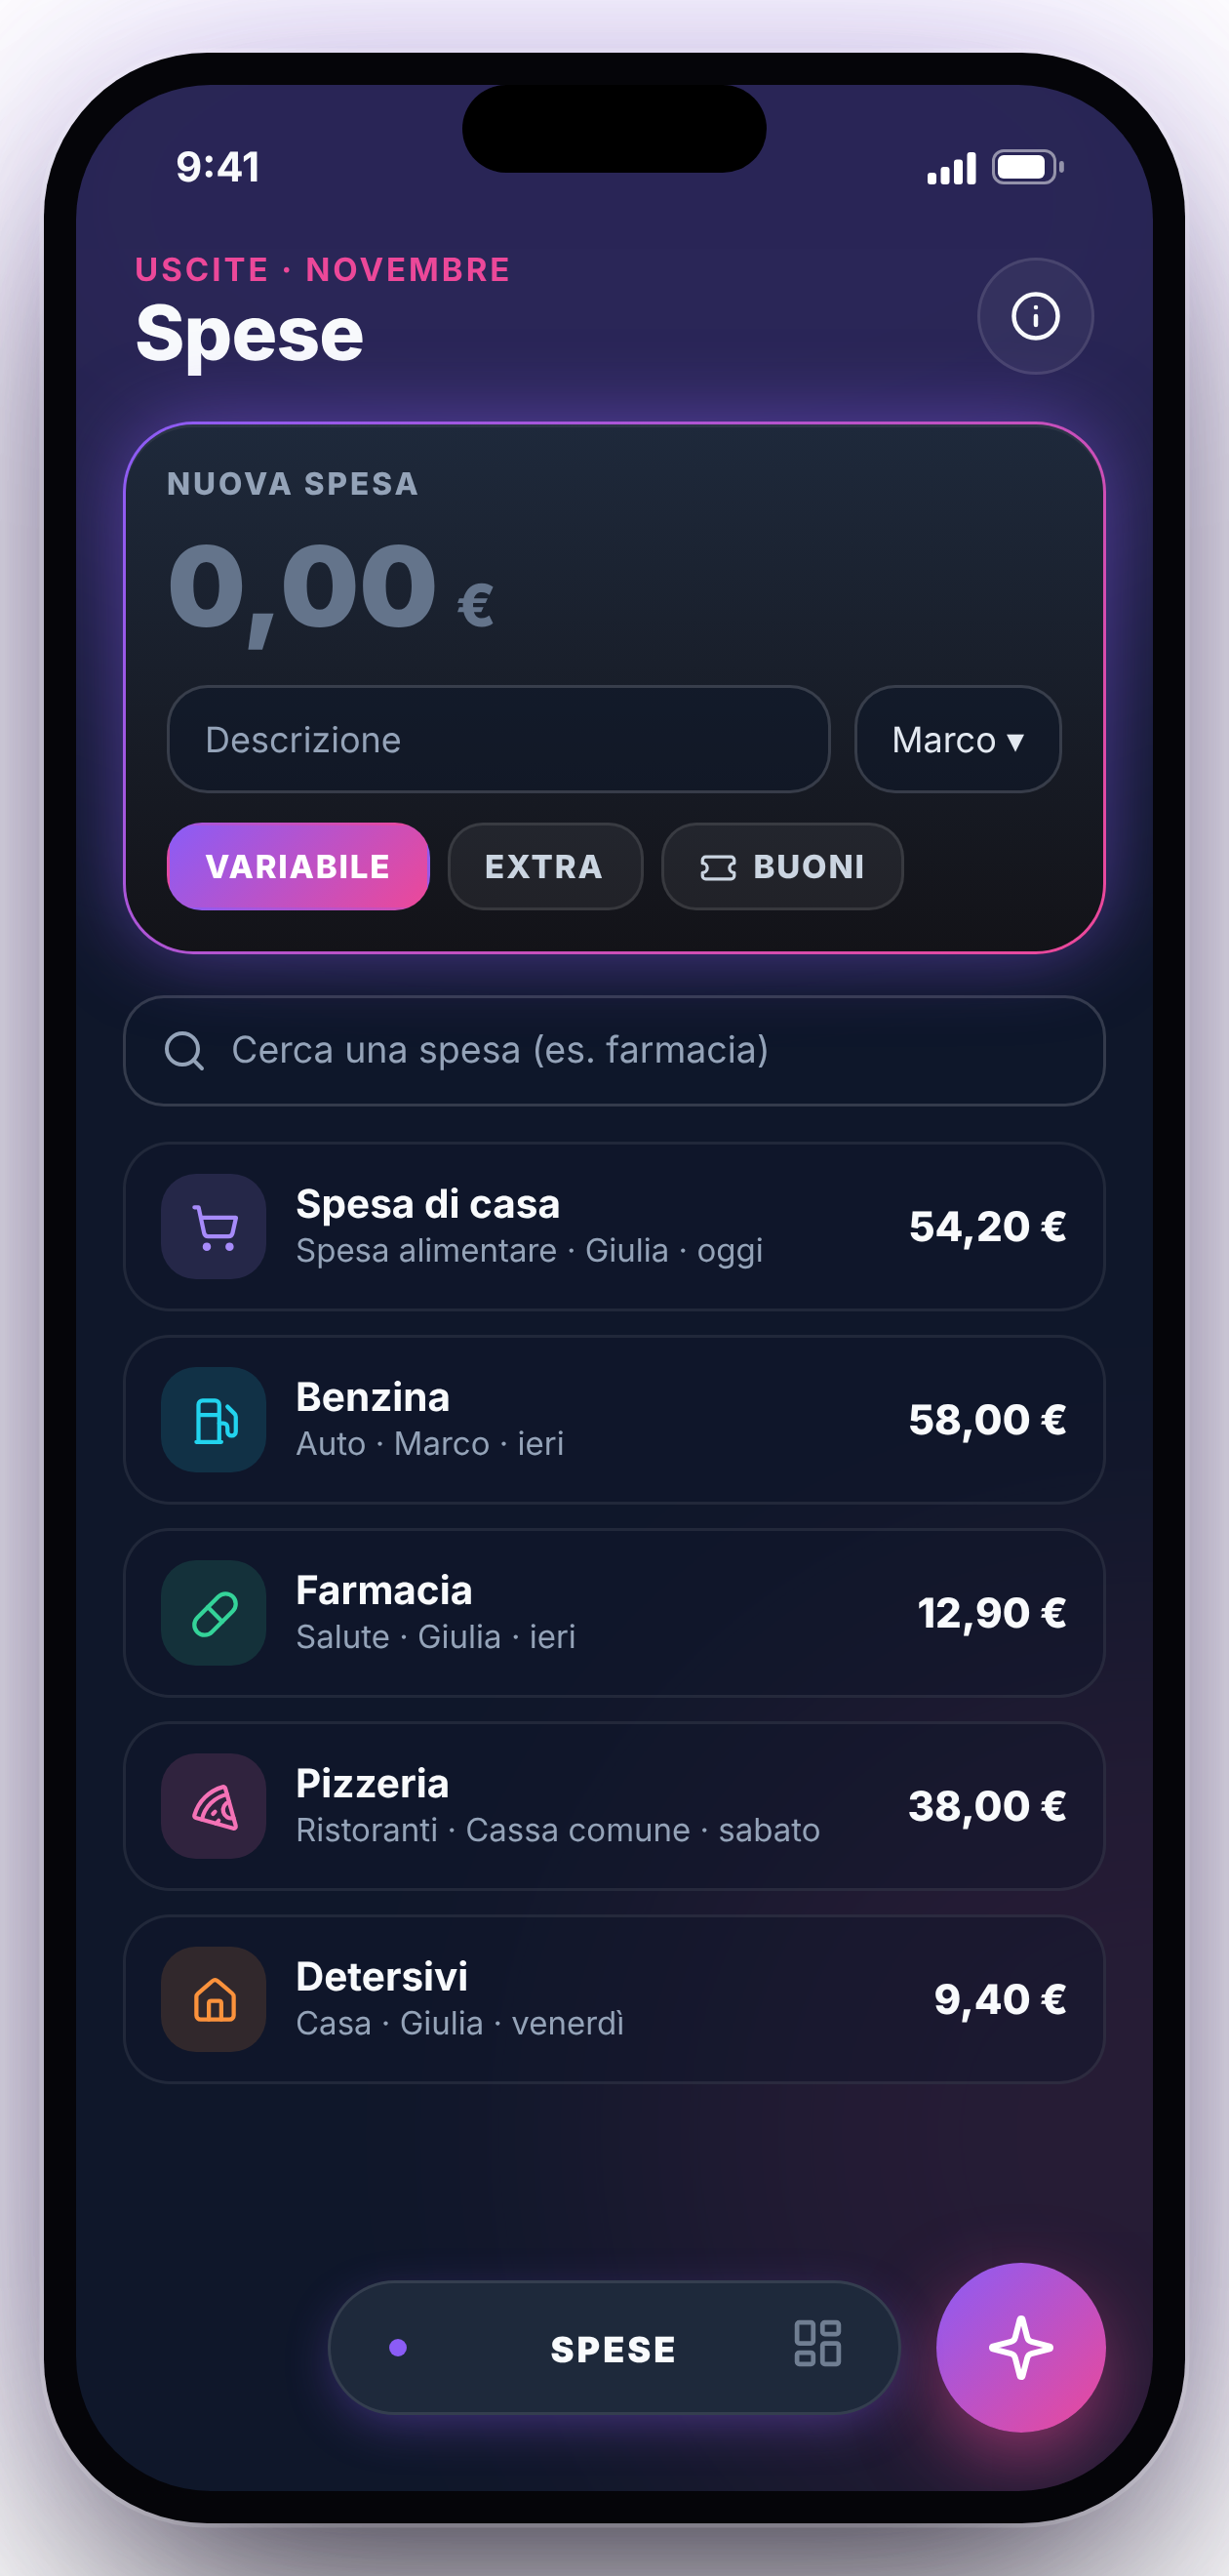 9:41
USCITE · NOVEMBRE
Spese
NUOVA SPESA
0,00 €
Descrizione
Marco ▾
VARIABILE EXTRA BUONI
Cerca una spesa (es. farmacia)
Spesa di casa
Spesa alimentare · Giulia · oggi
54,20 €
Benzina
Auto · Marco · ieri
58,00 €
Farmacia
Salute · Giulia · ieri
12,90 €
Pizzeria
Ristoranti · Cassa comune · sabato
38,00 €
Detersivi
Casa · Giulia · venerdì
9,40 €
SPESE